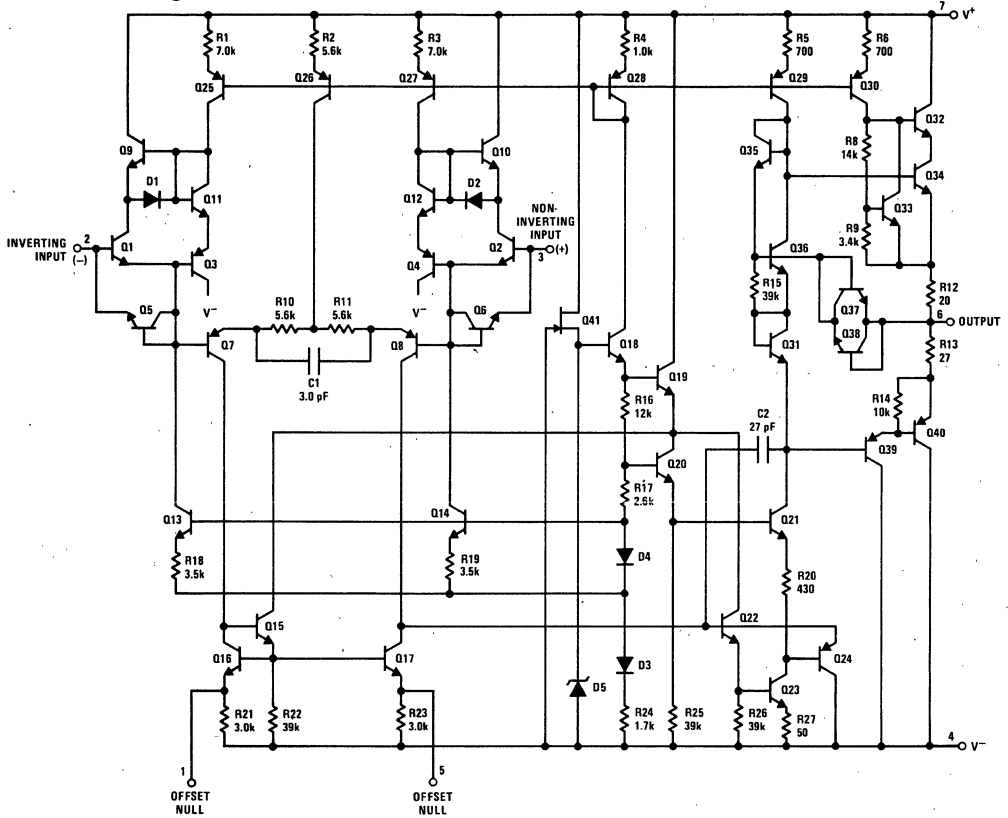 7
V+
R1
7.0k
R2
5.6k
R3
7.0k
R4
1.0k
R5
700
R6
700
Q25
Q26
Q27
Q28
Q29
Q30
Q32
Q9
Q10
Q35
R8
14k
D1
D2
Q11
Q12
Q34
NON-
INVERTING
INPUT
(+)
3
Q33
INVERTING
INPUT
(-)
2
Q1
Q2
R9
3.4k
Q3
Q4
Q36
V-
V-
R15
39k
R12
20
Q5
R10
5.6k
R11
5.6k
Q6
Q41
Q37
Q38
6
OUTPUT
Q7
Q8
Q18
Q31
R13
27
C1
3.0 pF
R16
12k
Q19
R14
10k
C2
27 pF
Q39
Q40
Q20
R17
2.6k
Q13
Q14
Q21
R18
3.5k
R19
3.5k
D4
R20
430
Q15
Q22
Q16
Q17
Q24
D3
Q23
D5
R21
3.0k
R22
39k
R23
3.0k
R24
1.7k
R25
39k
R26
39k
R27
50
4
V-
1
5
OFFSET
NULL
OFFSET
NULL